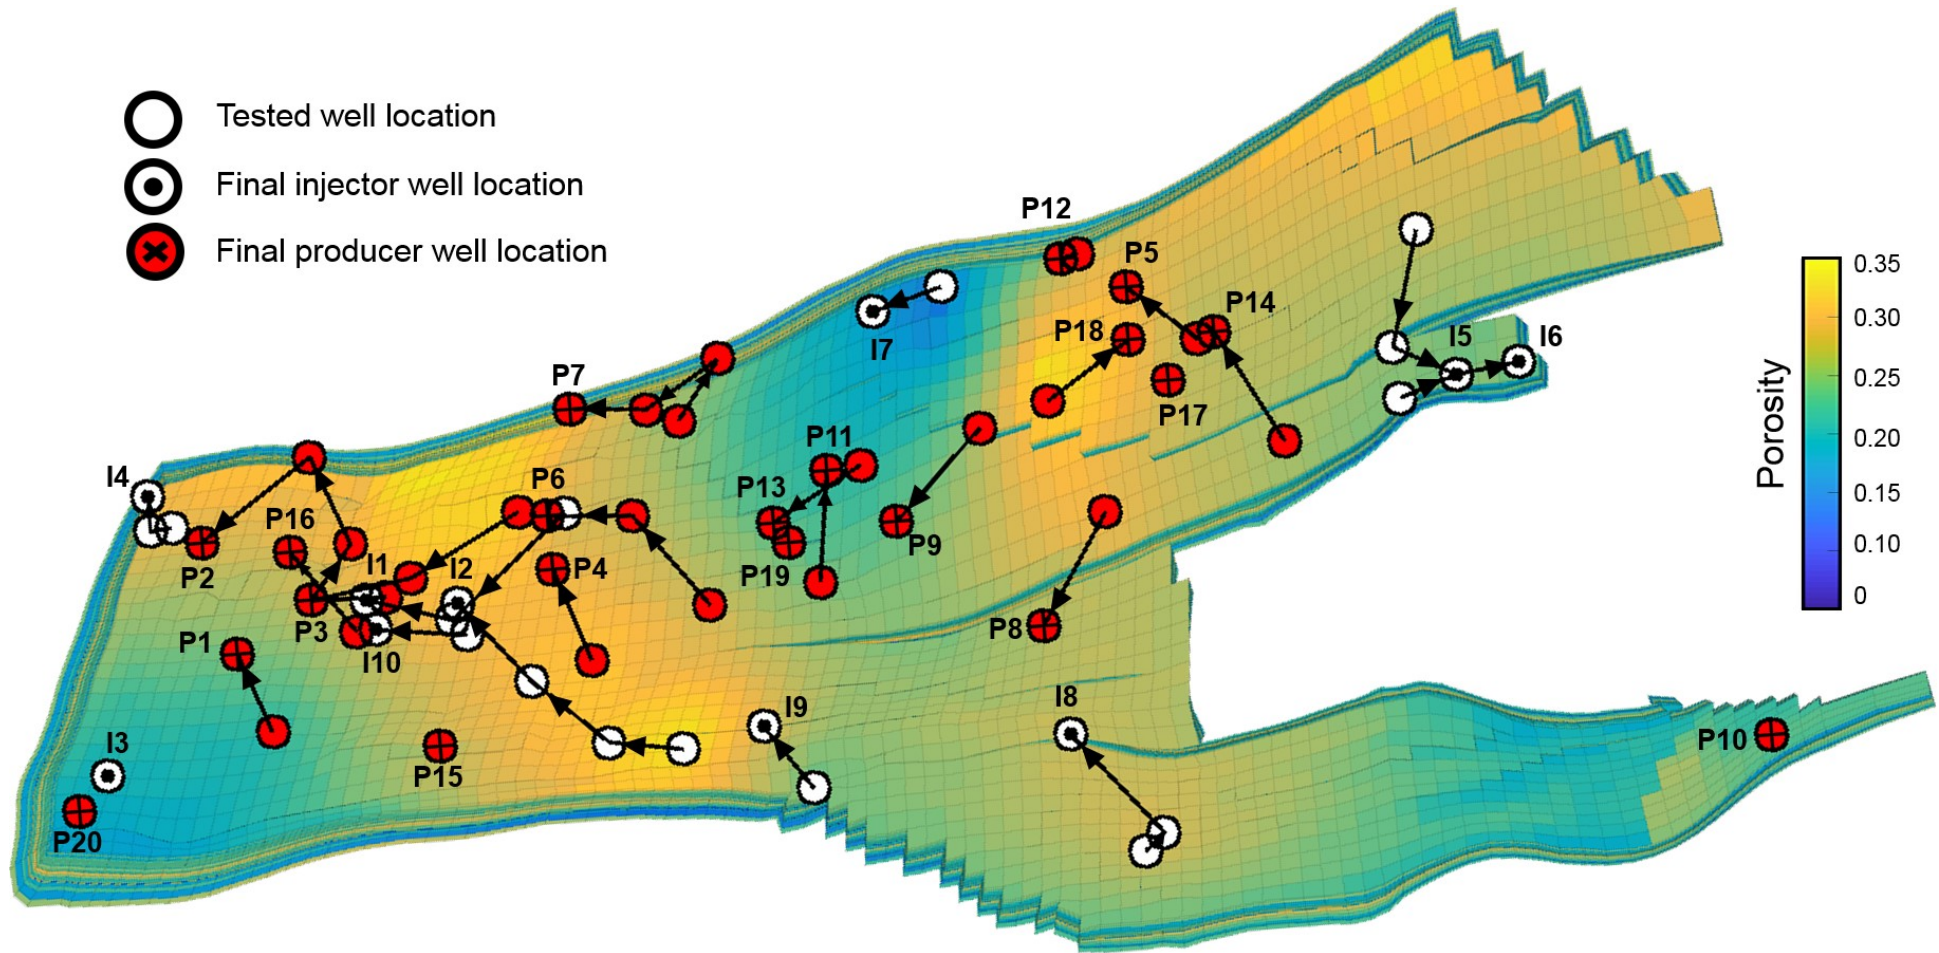 Tested well location
Final injector well location
Final producer well location
P12
P5
P14
P18
I7
I5
I6
P7
P17
I4
P6
P11
P13
P16
P2
I1
I2
P4
P19
P9
P3
P1
I10
P8
I9
I8
P10
I3
P15
P20
Porosity
0.35
0.30
0.25
0.20
0.15
0.10
0